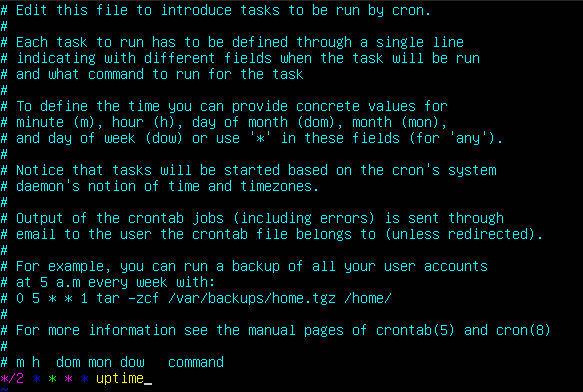 # Edit this file to introduce tasks to be run by cron.
#
# Each task to run has to be defined through a single line
# indicating with different fields when the task will be run
# and what command to run for the task
#
# To define the time you can provide concrete values for
# minute (m), hour (h), day of month (dom), month (mon),
# and day of week (dow) or use '*' in these fields (for 'any').
#
# Notice that tasks will be started based on the cron's system
# daemon's notion of time and timezones.
#
# Output of the crontab jobs (including errors) is sent through
# email to the user the crontab file belongs to (unless redirected).
#
# For example, you can run a backup of all your user accounts
# at 5 a.m every week with:
# 0 5 * * 1 tar -zcf /var/backups/home.tgz /home/
#
# For more information see the manual pages of crontab(5) and cron(8)
#
# m h  dom mon dow   command
*/2 * * * * uptime_
~